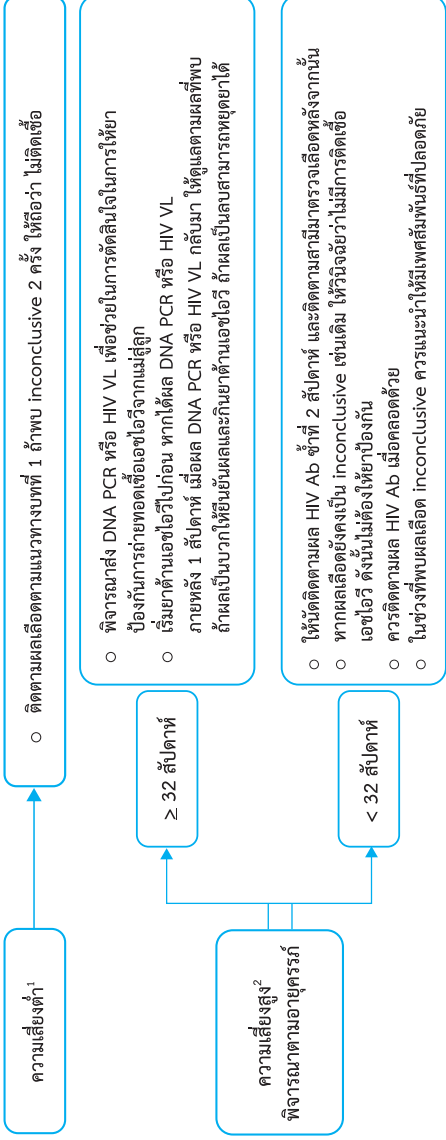 ความเสี่ยงต่ำ¹
○ ติดตามผลเลือดตามแนวทางบทที่ 1 ถ้าพบ inconclusive 2 ครั้ง ให้ถือว่า ไม่ติดเชื้อ
ความเสี่ยงสูง²
พิจารณาตามอายุครรภ์
≥ 32 สัปดาห์
○ พิจารณาส่ง DNA PCR หรือ HIV VL เพื่อช่วยในการตัดสินใจในการให้ยา
ป้องกันการถ่ายทอดเชื้อเอชไอวีจากแม่สู่ลูก
○ เริ่มยาต้านเอชไอวีไปก่อน หากได้ผล DNA PCR หรือ HIV VL
ภายหลัง 1 สัปดาห์ เมื่อผล DNA PCR หรือ HIV VL กลับมา ให้ดูแลตามผลที่พบ
ถ้าผลเป็นบวกให้ยืนยันผลและกินยาต้านเอชไอวี ถ้าผลเป็นลบสามารถหยุดยาได้
< 32 สัปดาห์
○ ให้นัดติดตามผล HIV Ab ซ้ำที่ 2 สัปดาห์ และติดตามสามีมาตรวจเลือดหลังจากนั้น
○ หากผลเลือดยังคงเป็น inconclusive เช่นเดิม ให้วินิจฉัยว่าไม่มีการติดเชื้อ
เอชไอวี ดังนั้นไม่ต้องให้ยาป้องกัน
○ ควรติดตามผล HIV Ab เมื่อคลอดด้วย
○ ในช่วงที่พบผลเลือด inconclusive ควรแนะนำให้มีเพศสัมพันธ์ที่ปลอดภัย